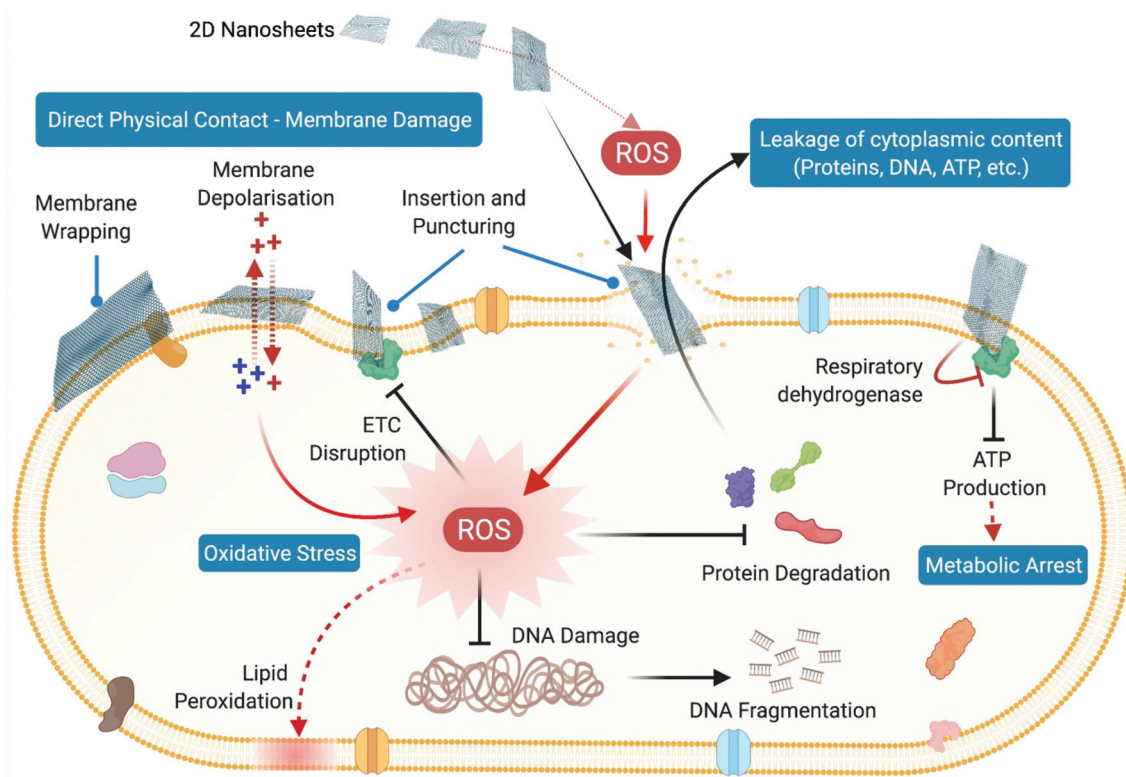 2D Nanosheets
Direct Physical Contact - Membrane Damage
ROS
Leakage of cytoplasmic content
(Proteins, DNA, ATP, etc.)
Membrane
Depolarisation
Membrane
Wrapping
Insertion and
Puncturing
Respiratory
dehydrogenase
ETC
Disruption
ATP
Production
ROS
Oxidative Stress
Protein Degradation
Metabolic Arrest
DNA Damage
Lipid
Peroxidation
DNA Fragmentation